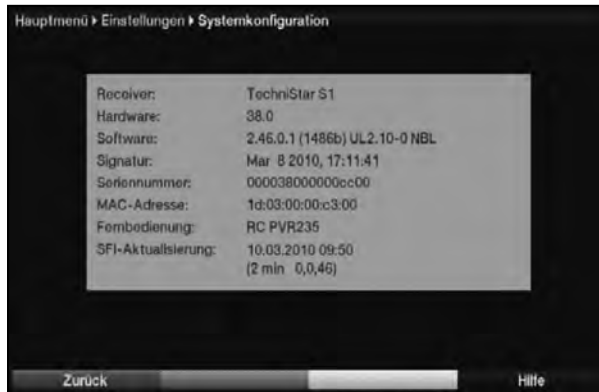 Hauptmenü ▸ Einstellungen ▸ Systemkonfiguration
Receiver: TechniStar S1
Hardware: 38.0
Software: 2.46.0.1 (1486b) UL2.10-0 NBL
Signatur: Mar 8 2010, 17:11:41
Seriennummer: 000038000000cc00
MAC-Adresse: 1d:03:00:00:c3:00
Fernbedienung: RC PVR235
SFI-Aktualisierung: 10.03.2010 09:50
(2 min 0,0,46)
Zurück Hilfe